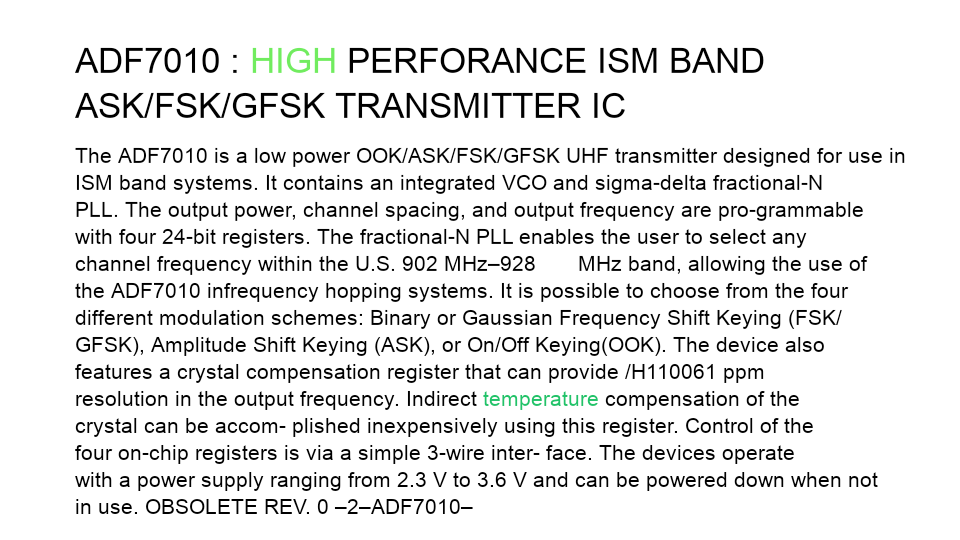 ADF7010 : HIGH PERFORANCE ISM BAND
ASK/FSK/GFSK TRANSMITTER IC
The ADF7010 is a low power OOK/ASK/FSK/GFSK UHF transmitter designed for use in
ISM band systems. It contains an integrated VCO and sigma-delta fractional-N
PLL. The output power, channel spacing, and output frequency are pro-grammable
with four 24-bit registers. The fractional-N PLL enables the user to select any
channel frequency within the U.S. 902 MHz–928 MHz band, allowing the use of
the ADF7010 infrequency hopping systems. It is possible to choose from the four
different modulation schemes: Binary or Gaussian Frequency Shift Keying (FSK/
GFSK), Amplitude Shift Keying (ASK), or On/Off Keying(OOK). The device also
features a crystal compensation register that can provide /H110061 ppm
resolution in the output frequency. Indirect temperature compensation of the
crystal can be accom- plished inexpensively using this register. Control of the
four on-chip registers is via a simple 3-wire inter- face. The devices operate
with a power supply ranging from 2.3 V to 3.6 V and can be powered down when not
in use. OBSOLETE REV. 0 –2–ADF7010–